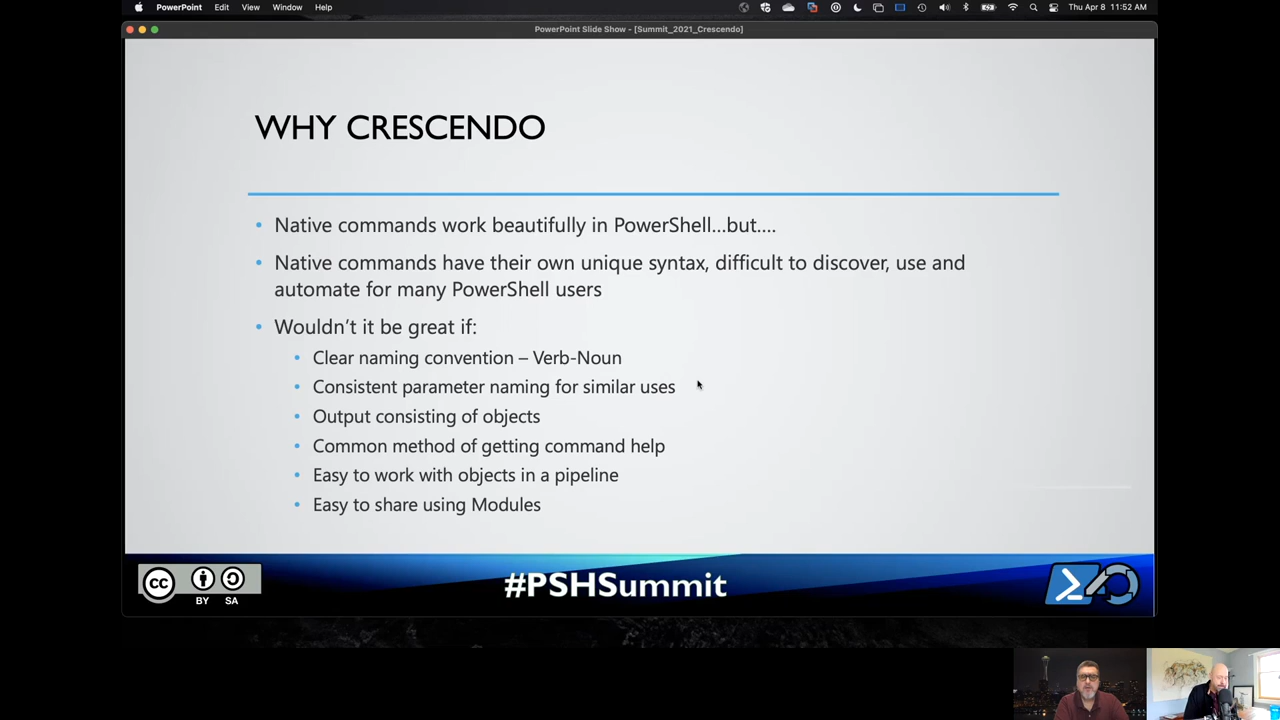 PowerPoint Edit View Window Help Thu Apr 8 11:52 AM
PowerPoint Slide Show - [Summit_2021_Crescendo]
WHY CRESCENDO
• Native commands work beautifully in PowerShell...but....
• Native commands have their own unique syntax, difficult to discover, use and
automate for many PowerShell users
• Wouldn't it be great if:
• Clear naming convention – Verb-Noun
• Consistent parameter naming for similar uses
• Output consisting of objects
• Common method of getting command help
• Easy to work with objects in a pipeline
• Easy to share using Modules
cc
BY SA
#PSHSummit